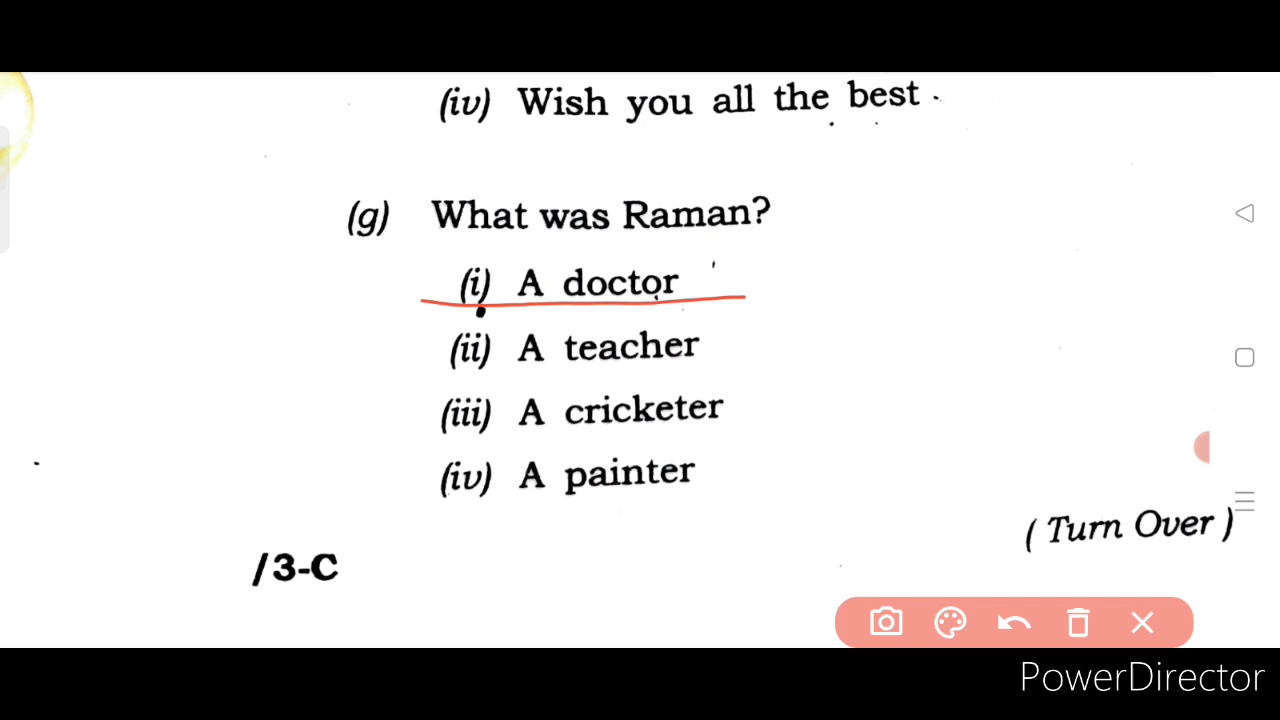 (iv) Wish you all the best
(g) What was Raman?
(i) A doctor
(ii) A teacher
(iii) A cricketer
(iv) A painter
( Turn Over )
/3-C
PowerDirector